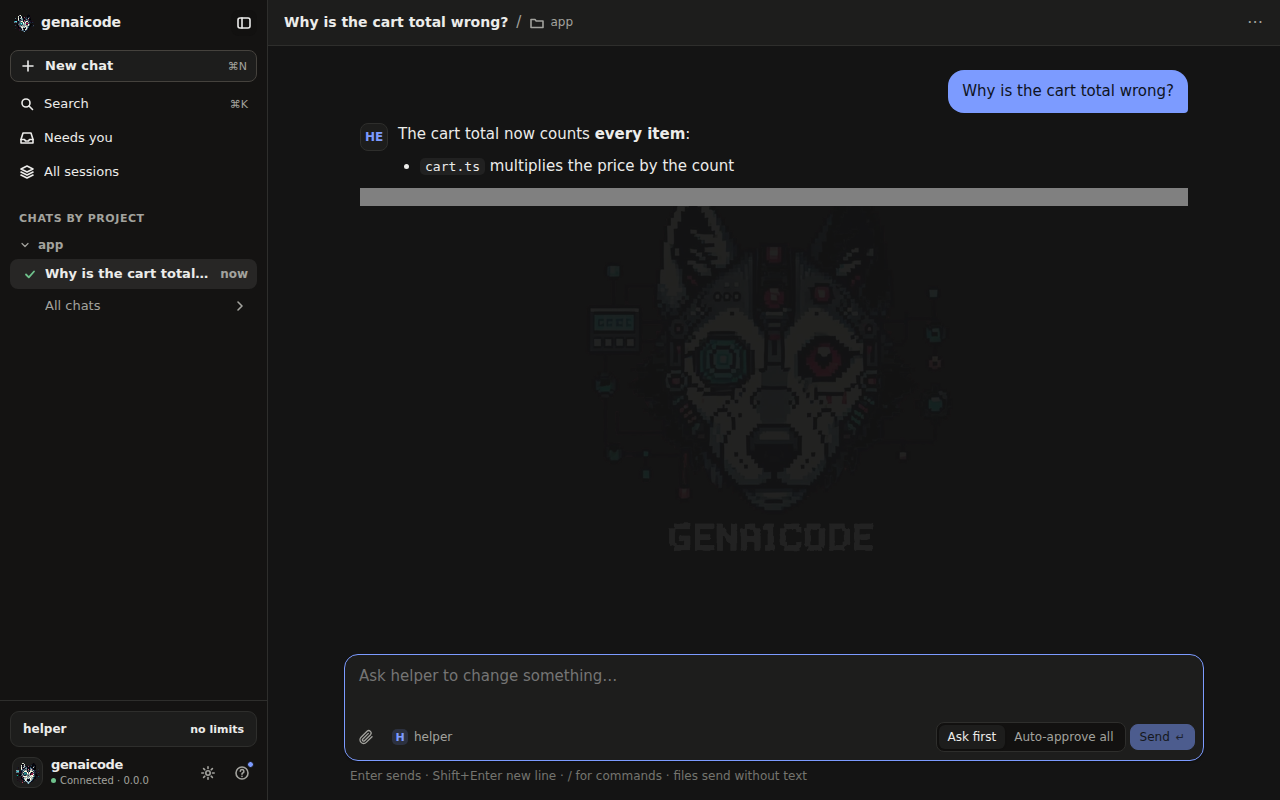 genaicode
New chat ⌘N
Search ⌘K
Needs you
All sessions
CHATS BY PROJECT
app
Why is the cart total... now
All chats
helper no limits
genaicode
Connected · 0.0.0
Why is the cart total wrong? / app
Why is the cart total wrong?
HE The cart total now counts every item:
• cart.ts multiplies the price by the count
GENAICODE
Ask helper to change something...
H helper Ask first Auto-approve all Send ↵
Enter sends · Shift+Enter new line · / for commands · files send without text